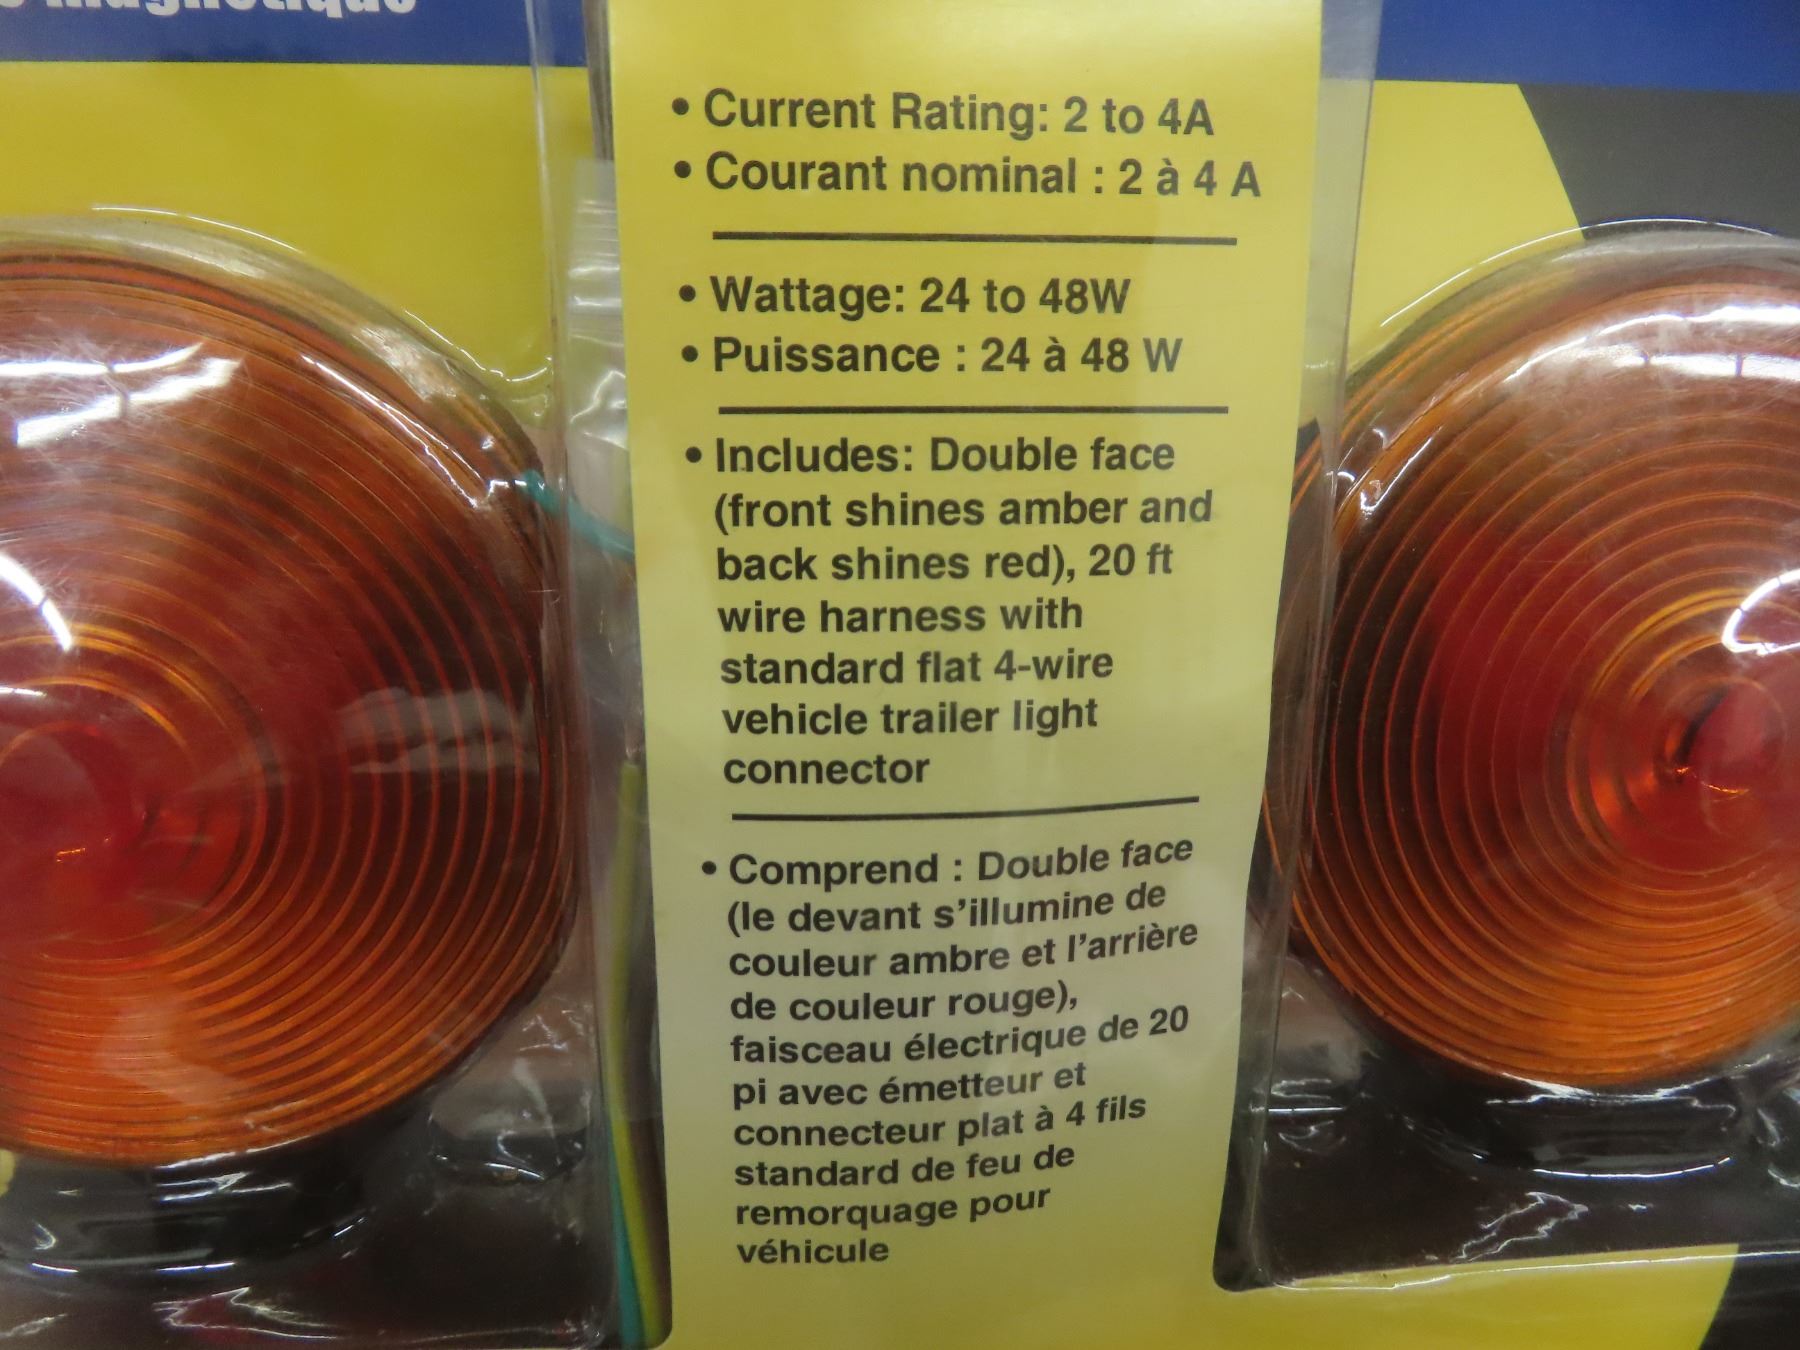 magnétique
• Current Rating: 2 to 4A
• Courant nominal : 2 à 4 A
• Wattage: 24 to 48W
• Puissance : 24 à 48 W
• Includes: Double face
(front shines amber and
back shines red), 20 ft
wire harness with
standard flat 4-wire
vehicle trailer light
connector
• Comprend : Double face
(le devant s’illumine de
couleur ambre et l’arrière
de couleur rouge),
faisceau électrique de 20
pi avec émetteur et
connecteur plat à 4 fils
standard de feu de
remorquage pour
véhicule